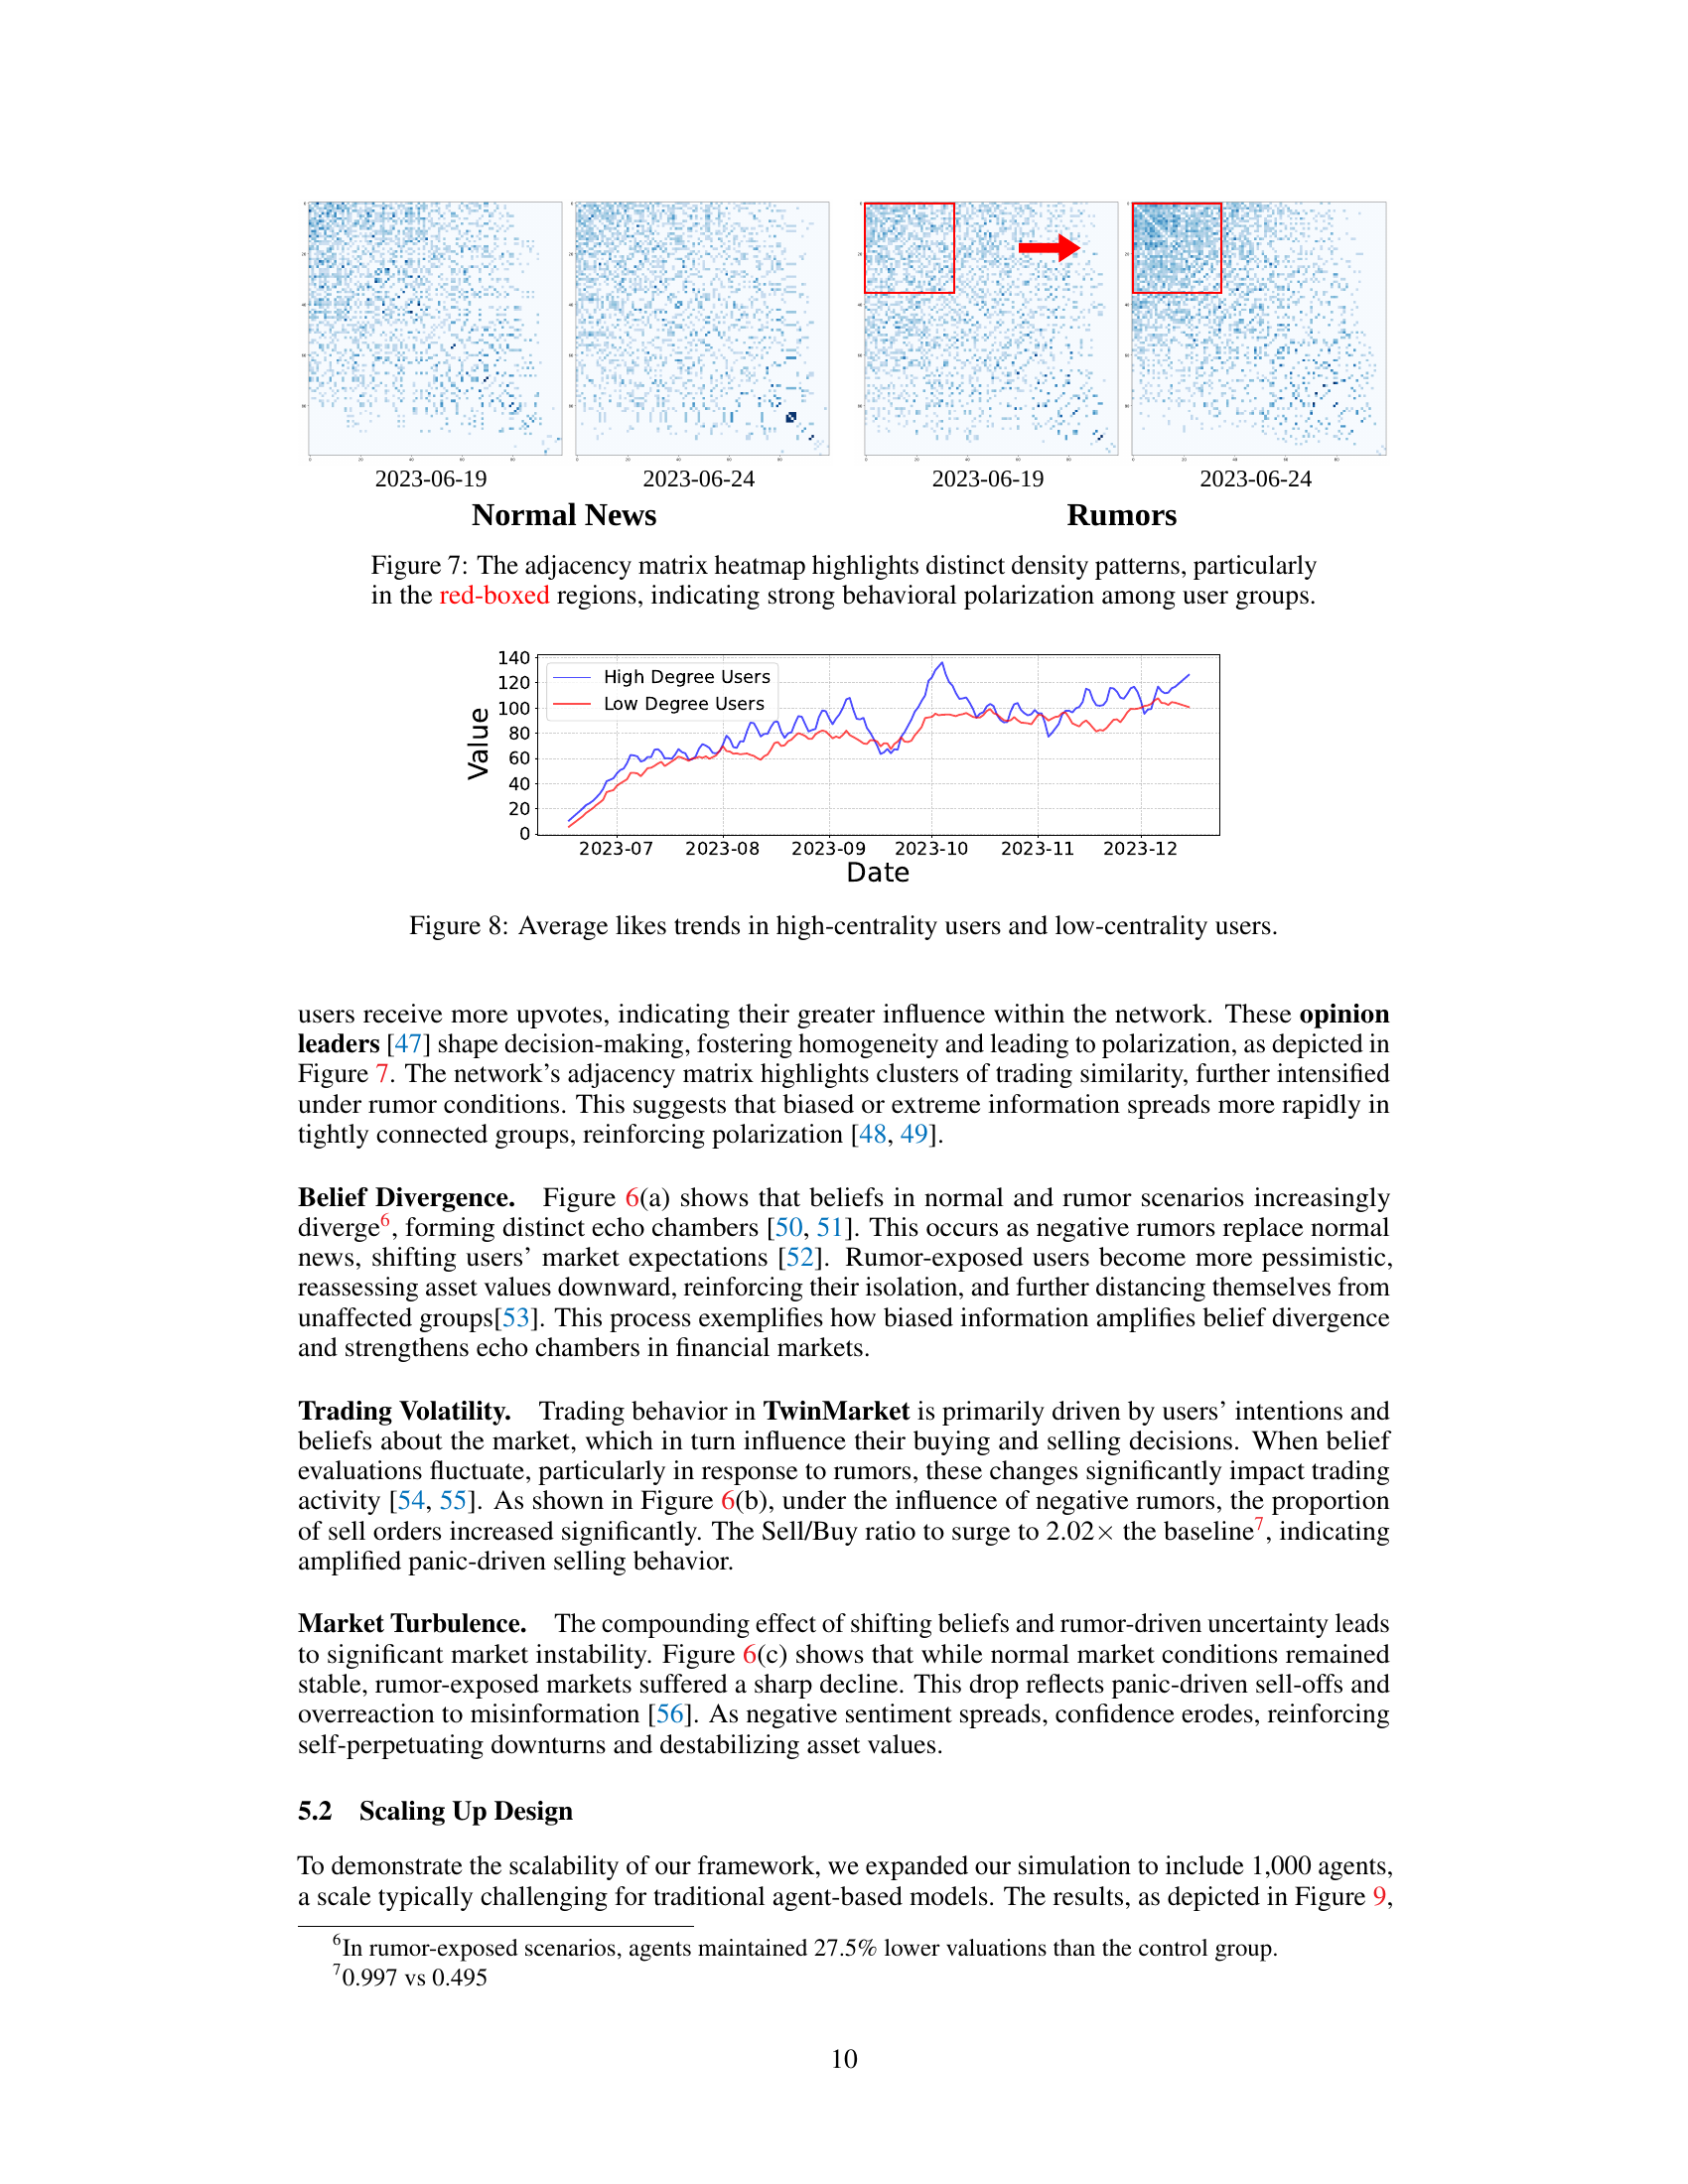 2023-06-19
2023-06-24
2023-06-19
2023-06-24
Normal News
Rumors
Figure 7: The adjacency matrix heatmap highlights distinct density patterns, particularly
in the red-boxed regions, indicating strong behavioral polarization among user groups.
140
120
100
80
60
40
20
0
Value
High Degree Users
Low Degree Users
2023-07
2023-08
2023-09
2023-10
2023-11
2023-12
Date
Figure 8: Average likes trends in high-centrality users and low-centrality users.
users receive more upvotes, indicating their greater influence within the network. These opinion
leaders [47] shape decision-making, fostering homogeneity and leading to polarization, as depicted in
Figure 7. The network's adjacency matrix highlights clusters of trading similarity, further intensified
under rumor conditions. This suggests that biased or extreme information spreads more rapidly in
tightly connected groups, reinforcing polarization [48, 49].
Belief Divergence. Figure 6(a) shows that beliefs in normal and rumor scenarios increasingly
diverge6, forming distinct echo chambers [50, 51]. This occurs as negative rumors replace normal
news, shifting users' market expectations [52]. Rumor-exposed users become more pessimistic,
reassessing asset values downward, reinforcing their isolation, and further distancing themselves from
unaffected groups[53]. This process exemplifies how biased information amplifies belief divergence
and strengthens echo chambers in financial markets.
Trading Volatility. Trading behavior in TwinMarket is primarily driven by users' intentions and
beliefs about the market, which in turn influence their buying and selling decisions. When belief
evaluations fluctuate, particularly in response to rumors, these changes significantly impact trading
activity [54, 55]. As shown in Figure 6(b), under the influence of negative rumors, the proportion
of sell orders increased significantly. The Sell/Buy ratio to surge to 2.02× the baseline7, indicating
amplified panic-driven selling behavior.
Market Turbulence. The compounding effect of shifting beliefs and rumor-driven uncertainty leads
to significant market instability. Figure 6(c) shows that while normal market conditions remained
stable, rumor-exposed markets suffered a sharp decline. This drop reflects panic-driven sell-offs and
overreaction to misinformation [56]. As negative sentiment spreads, confidence erodes, reinforcing
self-perpetuating downturns and destabilizing asset values.
5.2 Scaling Up Design
To demonstrate the scalability of our framework, we expanded our simulation to include 1,000 agents,
a scale typically challenging for traditional agent-based models. The results, as depicted in Figure 9,
6In rumor-exposed scenarios, agents maintained 27.5% lower valuations than the control group.
70.997 vs 0.495
10